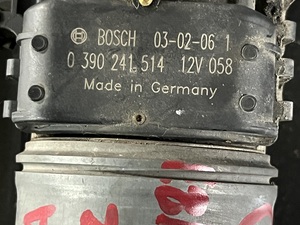 BOSCH 03-02-06 1
0 390 241 514 12V 058
Made in Germany